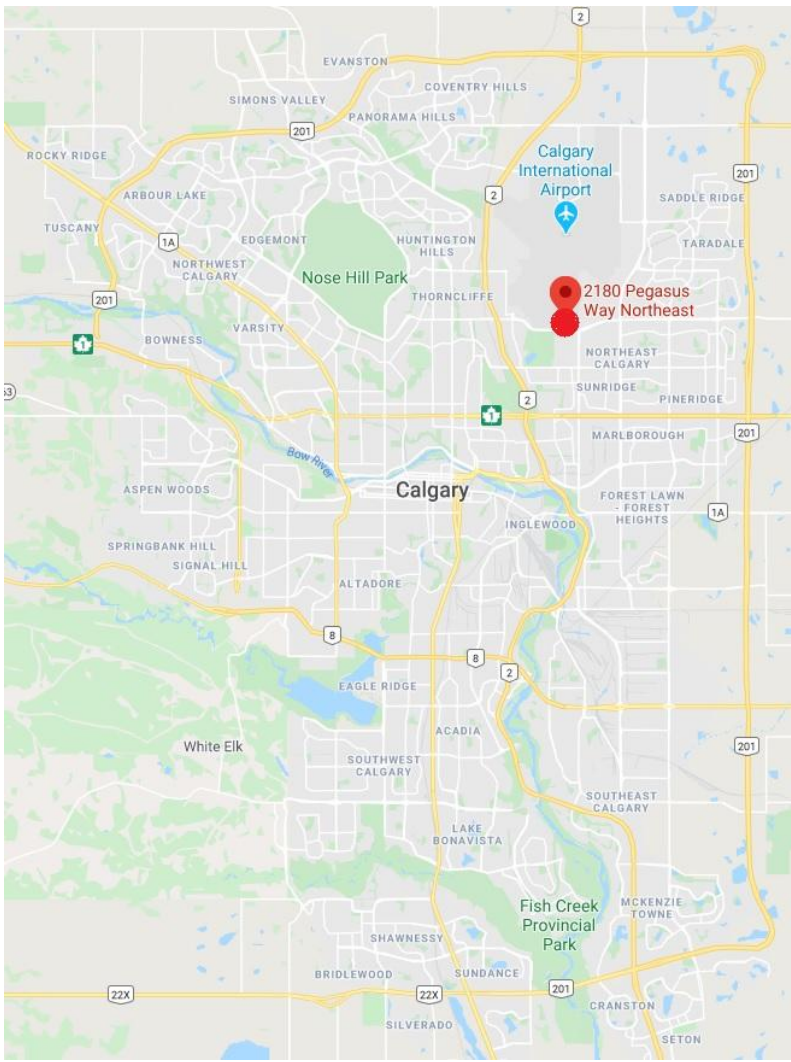 2
EVANSTON
COVENTRY HILLS
SIMONS VALLEY
PANORAMA HILLS
201
ROCKY RIDGE
Calgary
International
Airport
201
ARBOUR LAKE
2
SADDLE RIDGE
TUSCANY
1A
EDGEMONT
HUNTINGTON
HILLS
TARADALE
NORTHWEST
CALGARY
Nose Hill Park
201
THORNCLIFFE
2180 Pegasus
Way Northeast
VARSITY
1
BOWNESS
NORTHEAST
CALGARY
SUNRIDGE
63
2
PINERIDGE
1
201
MARLBOROUGH
Bow River
ASPEN WOODS
Calgary
FOREST LAWN
- FOREST
HEIGHTS
1A
INGLEWOOD
SPRINGBANK HILL
SIGNAL HILL
ALTADORE
8
8
2
EAGLE RIDGE
ACADIA
White Elk
201
SOUTHWEST
CALGARY
SOUTHEAST
CALGARY
LAKE
BONAVISTA
Fish Creek
Provincial
Park
MCKENZIE
TOWNE
SHAWNESSY
BRIDLEWOOD
SUNDANCE
22X
22X
201
CRANSTON
SILVERADO
SETON